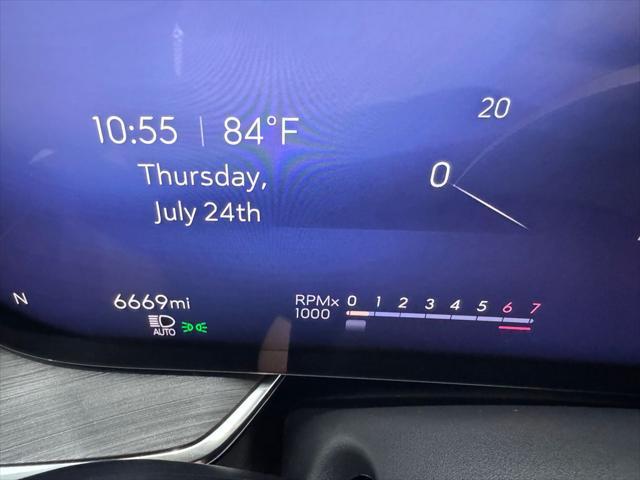 20
10:55 | 84°F
0
Thursday,
July 24th
N
6669mi
AUTO
RPMx
1000
0 1 2 3 4 5 6 7